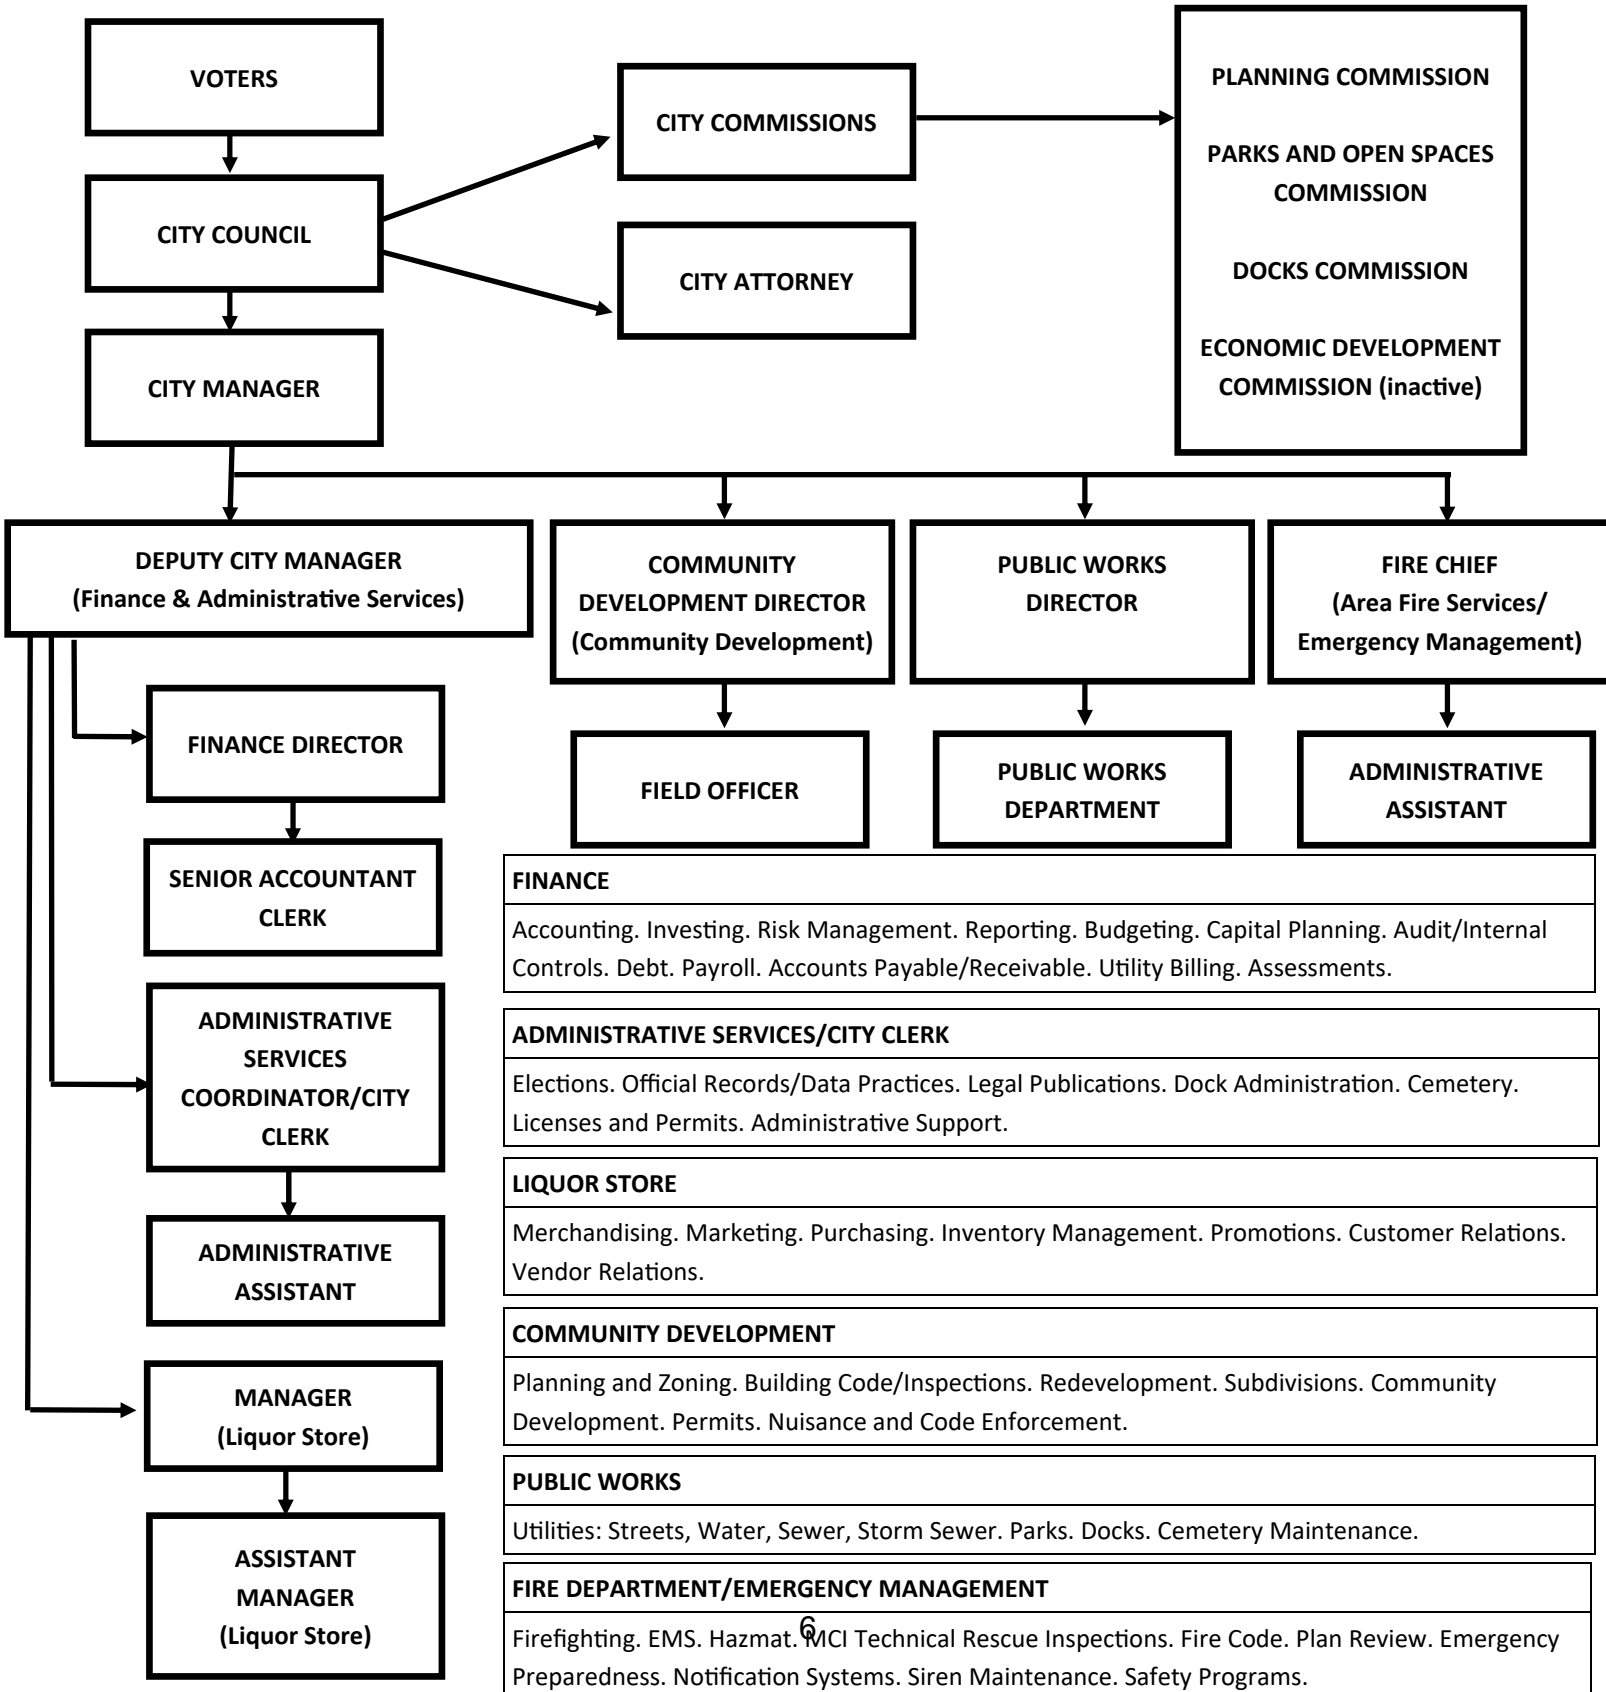 VOTERS
CITY COUNCIL
CITY MANAGER
CITY COMMISSIONS
CITY ATTORNEY
PLANNING COMMISSION
PARKS AND OPEN SPACES
COMMISSION
DOCKS COMMISSION
ECONOMIC DEVELOPMENT
COMMISSION (inactive)
DEPUTY CITY MANAGER
(Finance & Administrative Services)
COMMUNITY
DEVELOPMENT DIRECTOR
(Community Development)
PUBLIC WORKS
DIRECTOR
FIRE CHIEF
(Area Fire Services/
Emergency Management)
FINANCE DIRECTOR
SENIOR ACCOUNTANT
CLERK
ADMINISTRATIVE
SERVICES
COORDINATOR/CITY
CLERK
ADMINISTRATIVE
ASSISTANT
MANAGER
(Liquor Store)
ASSISTANT
MANAGER
(Liquor Store)
FIELD OFFICER
PUBLIC WORKS
DEPARTMENT
ADMINISTRATIVE
ASSISTANT
FINANCE
Accounting. Investing. Risk Management. Reporting. Budgeting. Capital Planning. Audit/Internal
Controls. Debt. Payroll. Accounts Payable/Receivable. Utility Billing. Assessments.
ADMINISTRATIVE SERVICES/CITY CLERK
Elections. Official Records/Data Practices. Legal Publications. Dock Administration. Cemetery.
Licenses and Permits. Administrative Support.
LIQUOR STORE
Merchandising. Marketing. Purchasing. Inventory Management. Promotions. Customer Relations.
Vendor Relations.
COMMUNITY DEVELOPMENT
Planning and Zoning. Building Code/Inspections. Redevelopment. Subdivisions. Community
Development. Permits. Nuisance and Code Enforcement.
PUBLIC WORKS
Utilities: Streets, Water, Sewer, Storm Sewer. Parks. Docks. Cemetery Maintenance.
FIRE DEPARTMENT/EMERGENCY MANAGEMENT
Firefighting. EMS. Hazmat. MCI Technical Rescue Inspections. Fire Code. Plan Review. Emergency
Preparedness. Notification Systems. Siren Maintenance. Safety Programs.
6